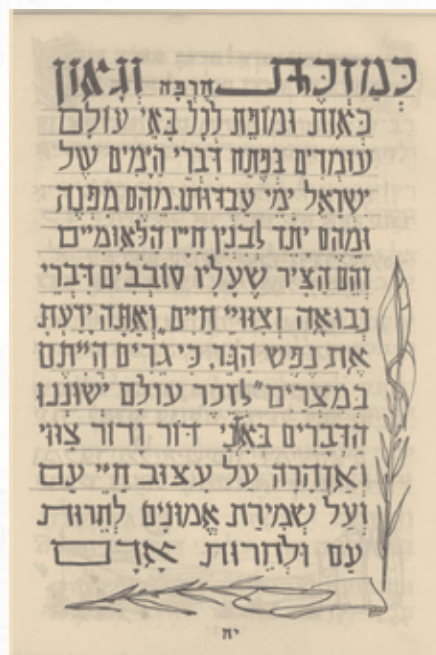 כְּמַזְכֶּרֶת חֻרְבָּה וְגָאוֹן
כְּאוֹת וּמוֹפֵת לְכָל בָּאֵי עוֹלָם
עוֹמְדִים בְּפֶתַח דִּבְרֵי הַיָּמִים שֶׁל
יִשְׂרָאֵל יְמֵי עַבְדוּתוֹ. מֵהֶם מִפְנֶה
וּמֵהֶם יָתֵד לְבִנְיַן חַיָּיו הַלְאוּמִיִּים
וְהֵם הַצִּיר שֶׁעָלָיו סוֹבְבִים דִּבְרֵי
נְבוּאָה וְצִוּוּיֵי חַיִּים "וְאַתָּה יָדַעְתָּ
אֶת נֶפֶשׁ הַגֵּר, כִּי גֵרִים הֱיִיתֶם
בְּמִצְרַיִם" לְזֵכֶר עוֹלָם יְשׁוּנְּנוּ
הַדְּבָרִים בְּאָזְנֵי דּוֹר וָדוֹר צִוּוּי
וְאַזְהָרָה עַל עִצּוּב חַיֵּי עַם
וְעַל שְׁמִירַת אֱמוּנִים לְחֵרוּת
עַם וּלְחֵרוּת אָדָם
יח